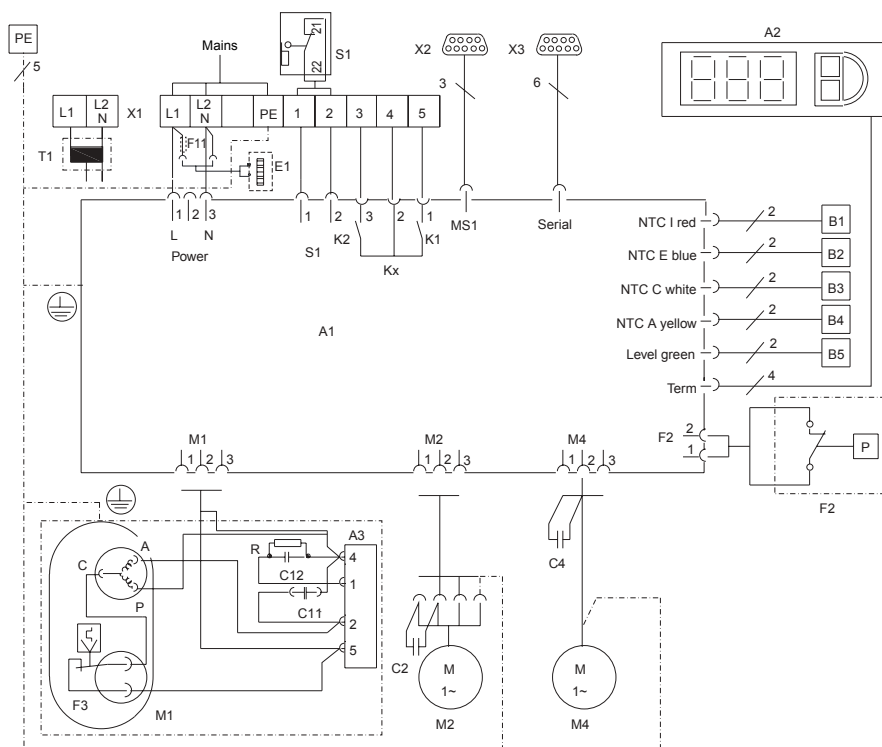 PE
5
Mains
21
22
S1
X2
X3
A2
3
6
L1
L2
N
X1
L1
L2
N
PE
1
2
3
4
5
T1
F11
E1
1
2
3
L
N
Power
1
2
S1
3
2
1
K2
K1
Kx
MS1
Serial
NTC I red
2
B1
NTC E blue
2
B2
NTC C white
2
B3
NTC A yellow
2
B4
Level green
2
B5
Term
4
A1
F2
2
1
P
F2
M1
1
2
3
M2
1
2
3
M4
1
2
3
A
C
P
R
C12
C11
A3
4
1
2
5
F3
M1
C2
M
1~
M2
C4
M
1~
M4